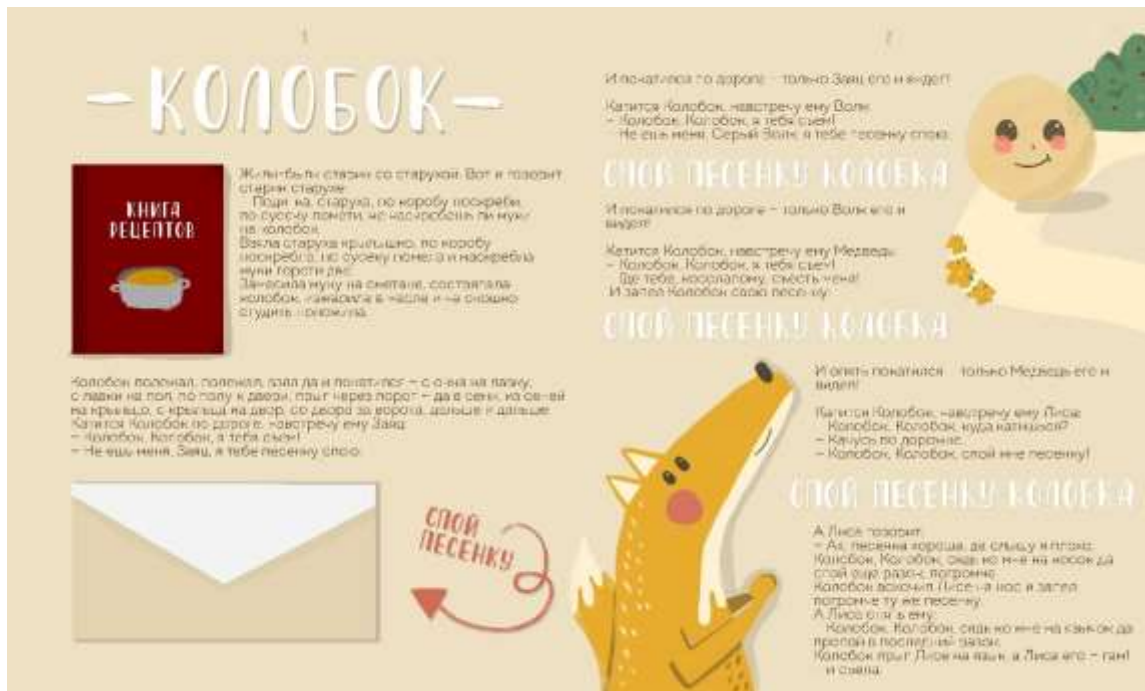 1
-КОЛОБОК-
КНИГА
РЕЦЕПТОВ
Жили-были старик со старухой. Вот и говорит
старик старухе:
Поди-ка, старуха, по коробу поскреби,
по сусеку помети, не наскребёшь ли муки
на колобок.
Взяла старуха крылышко, по коробу
поскребла, по сусеку помела и наскребла
муки горсти две.
Замесила муку на сметане, состряпала
колобок, изжарила в масле и на окошко
студить положила.
Колобок полежал, полежал, взял да и покатился – с окна на лавку,
с лавки на пол, по полу к двери, прыг через порог – да в сени, из сеней
на крыльцо, с крыльца на двор, со двора за ворота, дальше и дальше.
Катится Колобок по дороге, навстречу ему Заяц:
– Колобок, Колобок, я тебя съем!
– Не ешь меня, Заяц, я тебе песенку спою.
СПОЙ
ПЕСЕНКУ
2
И покатился по дороге – только Заяц его и видел!
Катится Колобок, навстречу ему Волк:
– Колобок, Колобок, я тебя съем!
Не ешь меня, Серый Волк, я тебе песенку спою.
СПОЙ ПЕСЕНКУ КОЛОБКА
И покатился по дороге – только Волк его и
видел!
Катится Колобок, навстречу ему Медведь:
– Колобок, Колобок, я тебя съем!
Где тебе, косолапому, съесть меня!
И запел Колобок свою песенку:
СПОЙ ПЕСЕНКУ КОЛОБКА
И опять покатился только Медведь его и
видел!
Катится Колобок, навстречу ему Лиса:
Колобок, Колобок, куда катишься?
– Качусь по дорожке.
– Колобок, Колобок, спой мне песенку!
СПОЙ ПЕСЕНКУ КОЛОБКА
А Лиса говорит:
– Ах, песенка хороша, да слышу я плохо.
Колобок, Колобок, сядь ко мне на носок да
спой ещё разок погромче.
Колобок вскочил Лисе на нос и запел
погромче ту же песенку.
А Лиса опять ему:
Колобок, Колобок, сядь ко мне на язычок да
пропой в последний разок.
Колобок прыг Лисе на язык, а Лиса его – гам!
и съела.